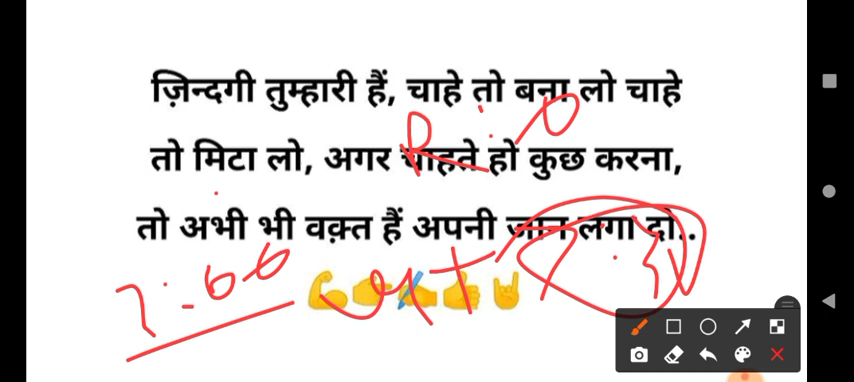 ज़िन्दगी तुम्हारी हैं, चाहे तो बना लो चाहे
तो मिटा लो, अगर चाहते हो कुछ करना,
तो अभी भी वक़्त हैं अपनी जान लगा दो..